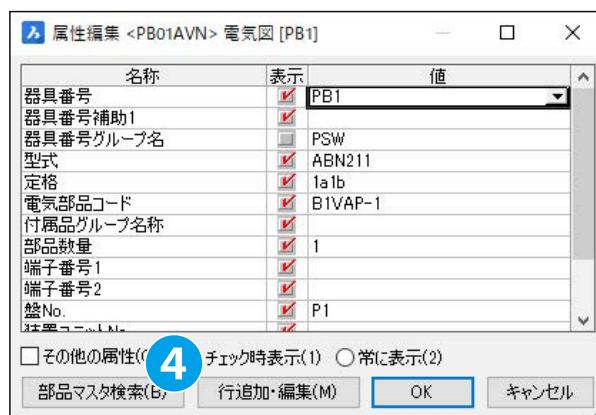 属性編集 <PB01AVN> 電気図 [PB1]
名称 表示 値
器具番号 PB1
器具番号補助1
器具番号グループ名 PSW
型式 ABN211
定格 1a1b
電気部品コード B1VAP-1
付属品グループ名称
部品数量 1
端子番号1
端子番号2
盤No. P1
その他の属性( 4 チェック時表示(1) 常に表示(2)
部品マスタ検索(B) 行追加・編集(M) OK キャンセル